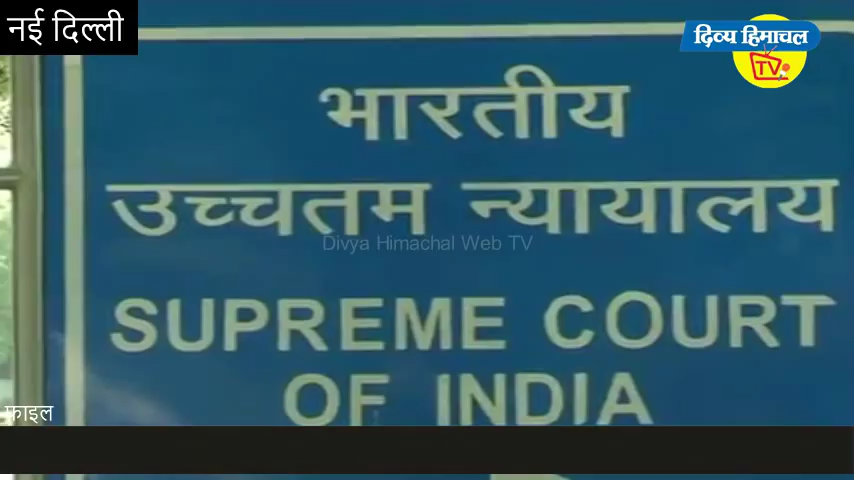 नई दिल्ली
दिव्य हिमाचल
TV
भारतीय
उच्चतम न्यायालय
Divya Himachal Web TV
SUPREME COURT
OF INDIA
फाइल